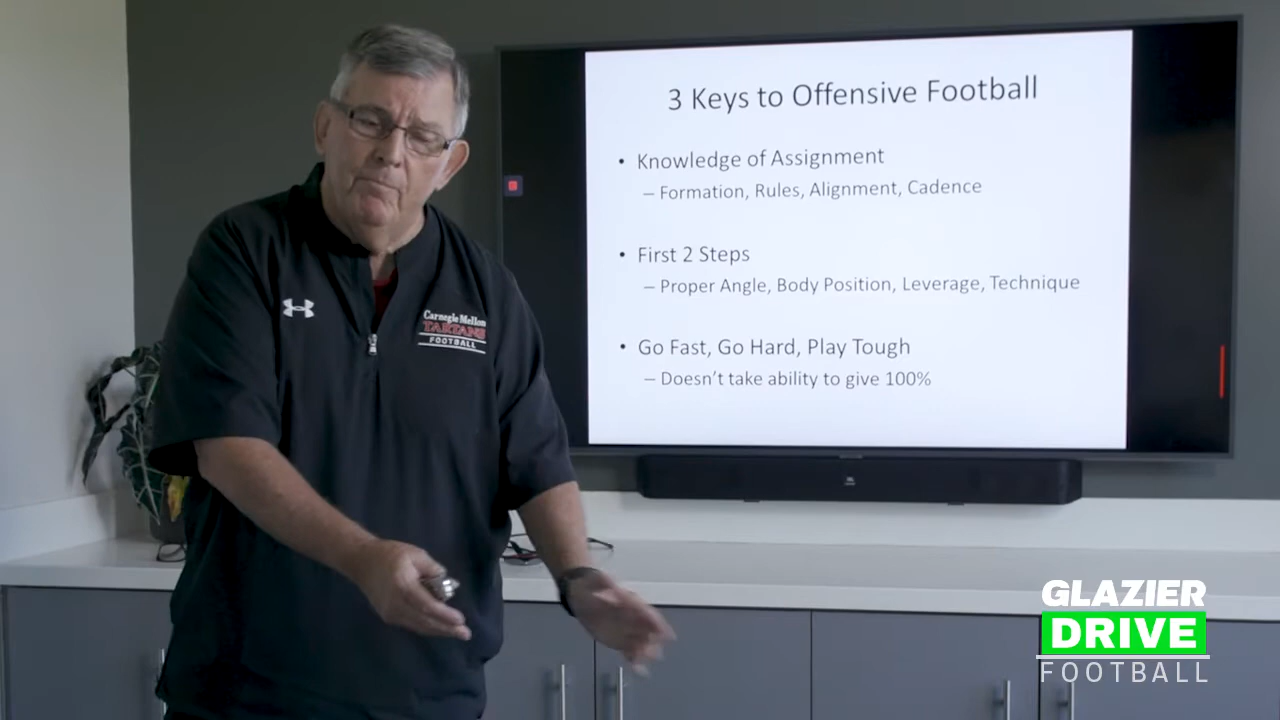 3 Keys to Offensive Football
• Knowledge of Assignment
– Formation, Rules, Alignment, Cadence
• First 2 Steps
– Proper Angle, Body Position, Leverage, Technique
• Go Fast, Go Hard, Play Tough
– Doesn't take ability to give 100%
Carnegie Mellon
TARTANS
FOOTBALL
JBL
GLAZIER
DRIVE
FOOTBALL